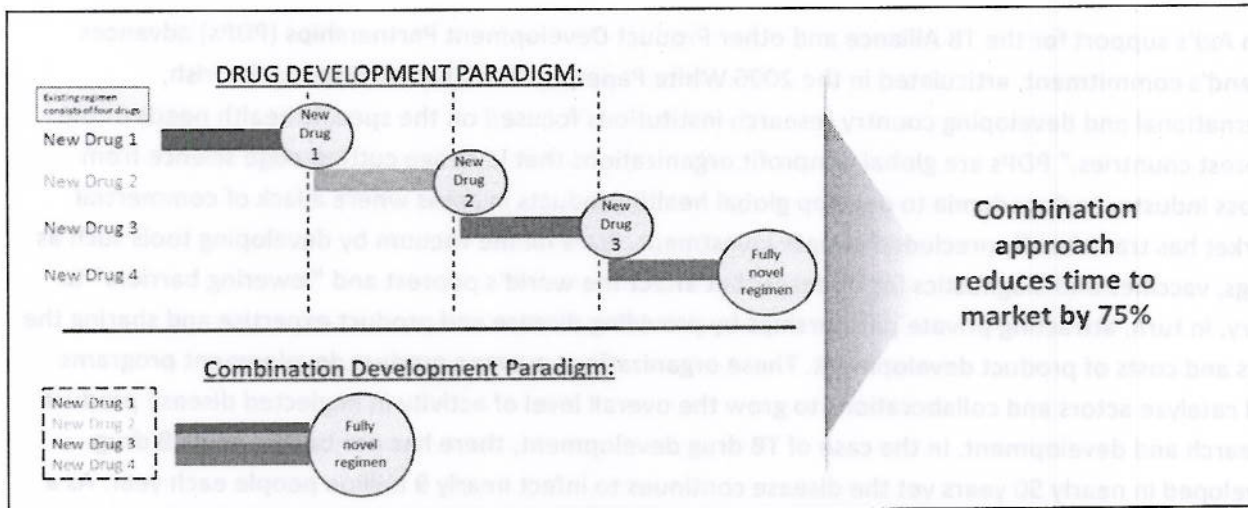 DRUG DEVELOPMENT PARADIGM:
Existing regimen
consists of four drugs
New Drug 1
New
Drug
1
New Drug 2
New
Drug
2
New Drug 3
New
Drug
3
New Drug 4
Fully
novel
regimen
Combination
approach
reduces time to
market by 75%
Combination Development Paradigm:
New Drug 1
New Drug 2
New Drug 3
New Drug 4
Fully
novel
regimen